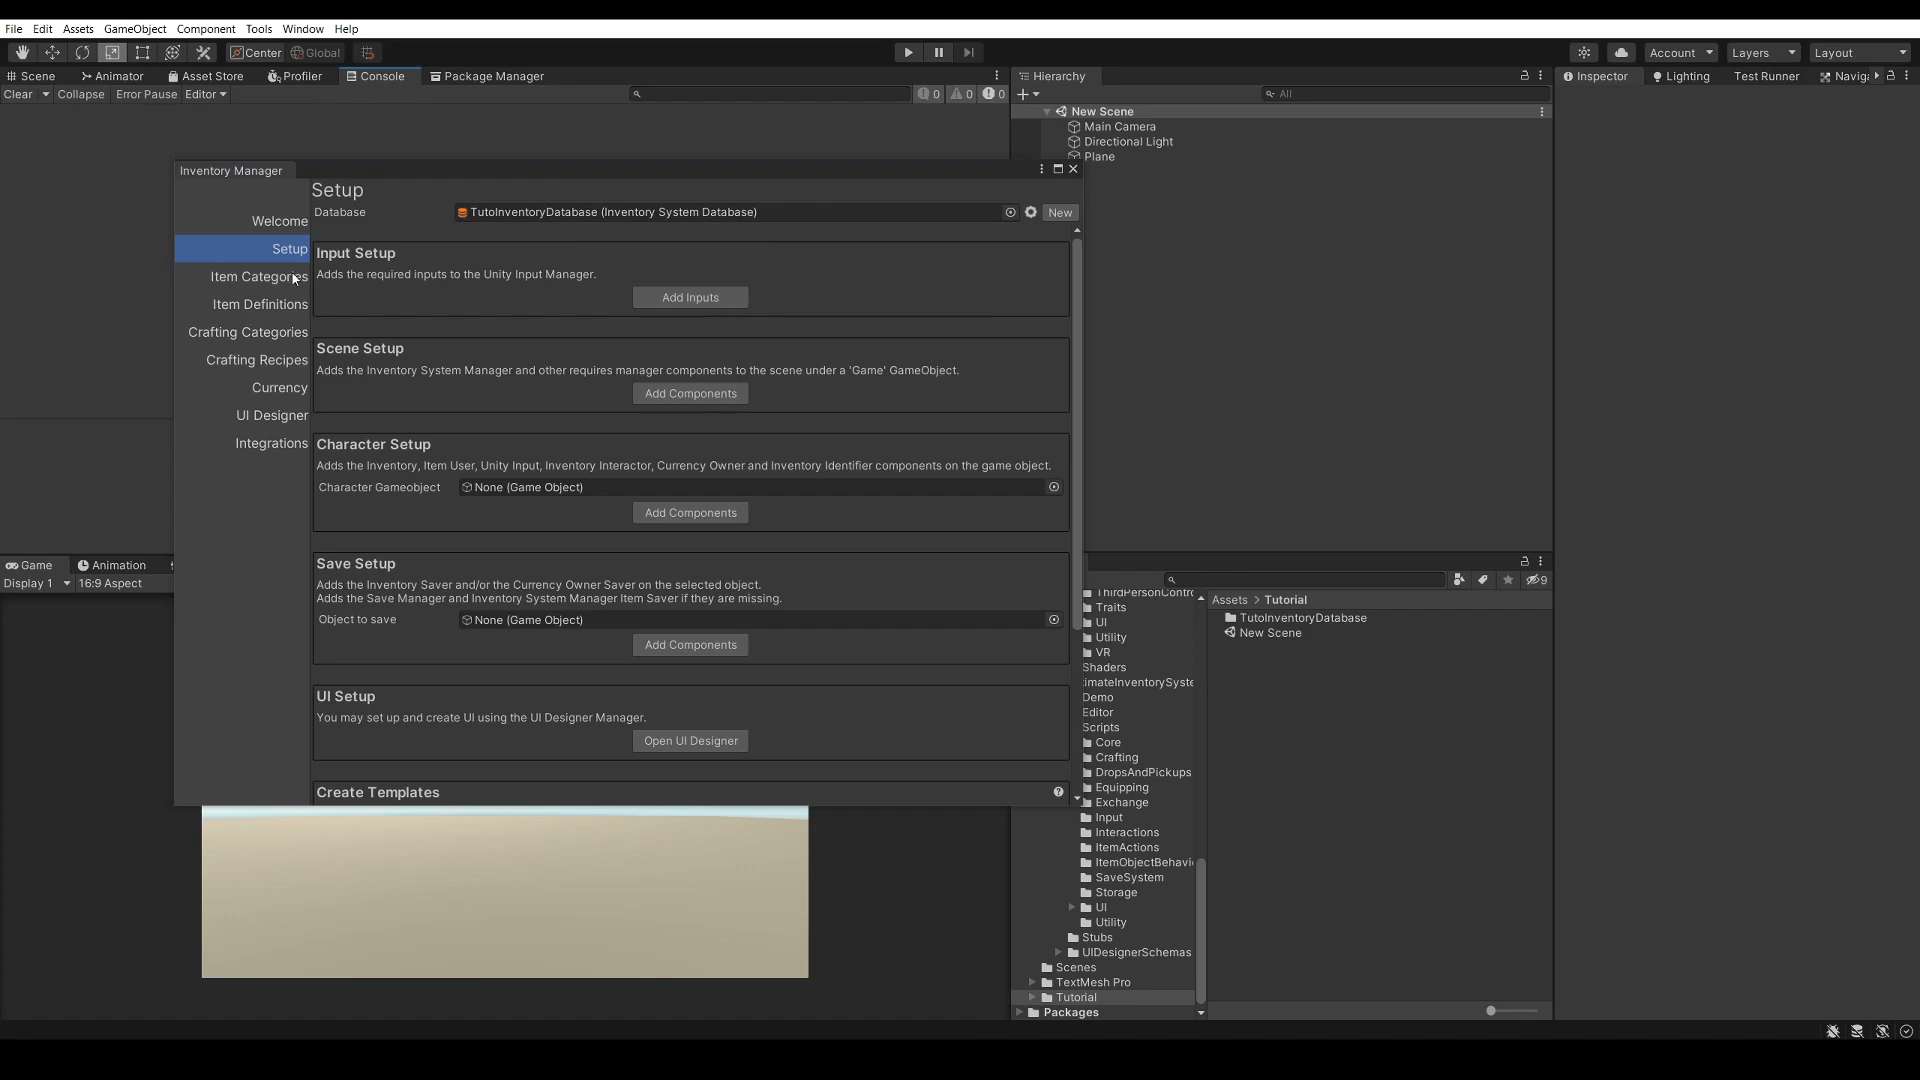 File Edit Assets GameObject Component Tools Window Help
Center Global Account Layers Layout
Scene Animator Asset Store Profiler Console Package Manager
Hierarchy
Inspector Lighting Test Runner Naviga
Clear Collapse Error Pause Editor 0 0 0
All
New Scene
Main Camera
Directional Light
Plane
Inventory Manager
Setup
Database TutoInventoryDatabase (Inventory System Database) New
Welcome
Setup
Item Categories
Item Definitions
Crafting Categories
Crafting Recipes
Currency
UI Designer
Integrations
Input Setup
Adds the required inputs to the Unity Input Manager.
Add Inputs
Scene Setup
Adds the Inventory System Manager and other requires manager components to the scene under a 'Game' GameObject.
Add Components
Character Setup
Adds the Inventory, Item User, Unity Input, Inventory Interactor, Currency Owner and Inventory Identifier components on the game object.
Character Gameobject None (Game Object)
Add Components
Save Setup
Adds the Inventory Saver and/or the Currency Owner Saver on the selected object.
Adds the Save Manager and Inventory System Manager Item Saver if they are missing.
Object to save None (Game Object)
Add Components
UI Setup
You may set up and create UI using the UI Designer Manager.
Open UI Designer
Create Templates
Game Animation
Display 1 16:9 Aspect
9
ThirdPersonContro
Traits
UI
Utility
VR
Shaders
imateInventorySyste
Demo
Editor
Scripts
Core
Crafting
DropsAndPickups
Equipping
Exchange
Input
Interactions
ItemActions
ItemObjectBehavi
SaveSystem
Storage
UI
Utility
Stubs
UIDesignerSchemas
Scenes
TextMesh Pro
Tutorial
Packages
Assets > Tutorial
TutoInventoryDatabase
New Scene